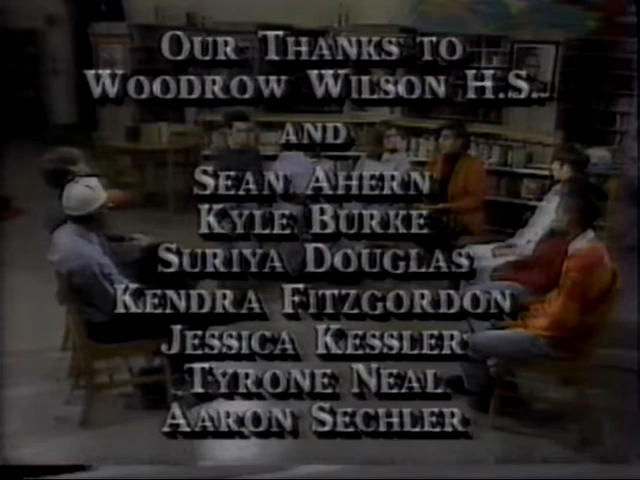 Our Thanks to
Woodrow Wilson H.S.
and
Sean Ahern
Kyle Burke
Suriya Douglas
Kendra Fitzgordon
Jessica Kessler
Tyrone Neal
Aaron Sechler